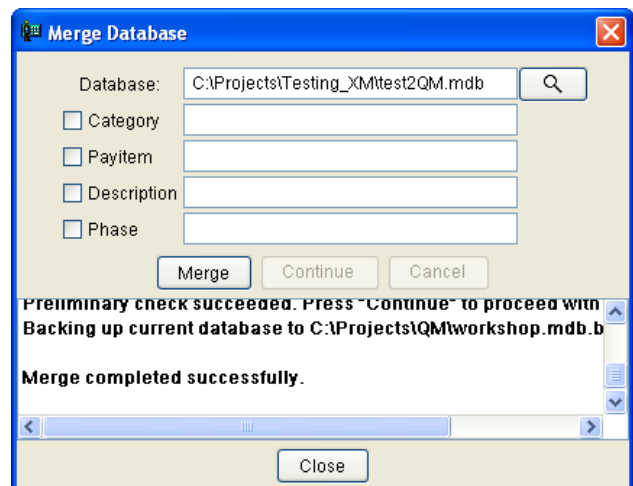 Merge Database
Database: C:\Projects\Testing_XM\test2QM.mdb
Category
Payitem
Description
Phase
Merge Continue Cancel
Preliminary check succeeded. Press "Continue" to proceed with
Backing up current database to C:\Projects\QM\workshop.mdb.b
Merge completed successfully.
Close